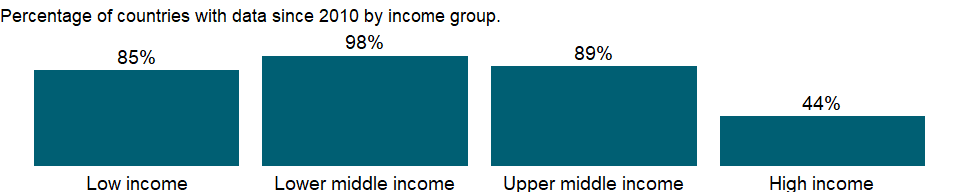 Percentage of countries with data since 2010 by income group.
85%
98%
89%
44%
Low income
Lower middle income
Upper middle income
High income